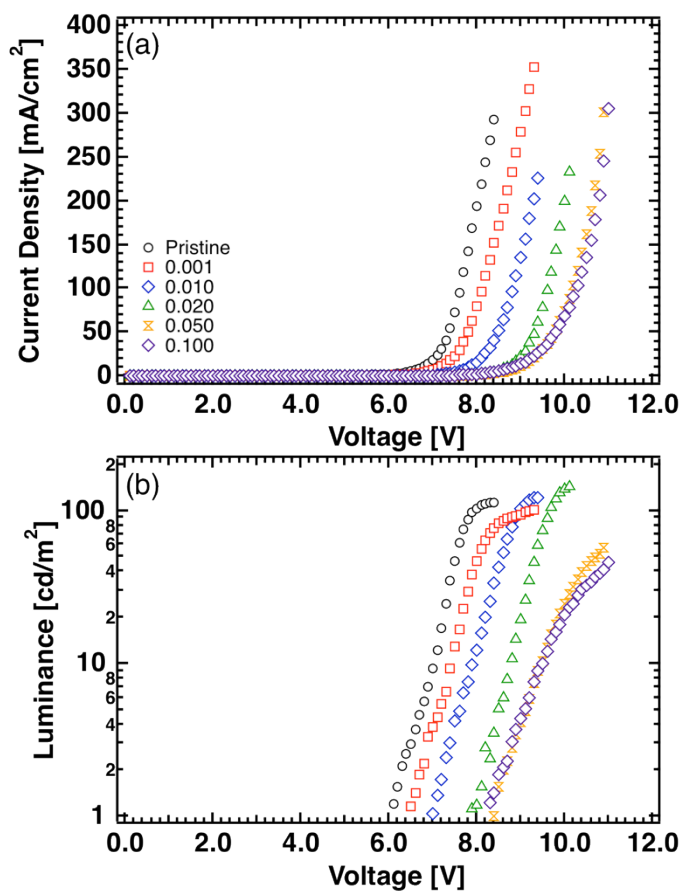 (a)
400
350
300
250
200
150
100
50
0
Current Density [mA/cm²]
Pristine
0.001
0.010
0.020
0.050
0.100
0.0 2.0 4.0 6.0 8.0 10.0 12.0
Voltage [V]
(b)
2
100
8
6
4
2
10
8
6
4
2
1
Luminance [cd/m²]
0.0 2.0 4.0 6.0 8.0 10.0 12.0
Voltage [V]